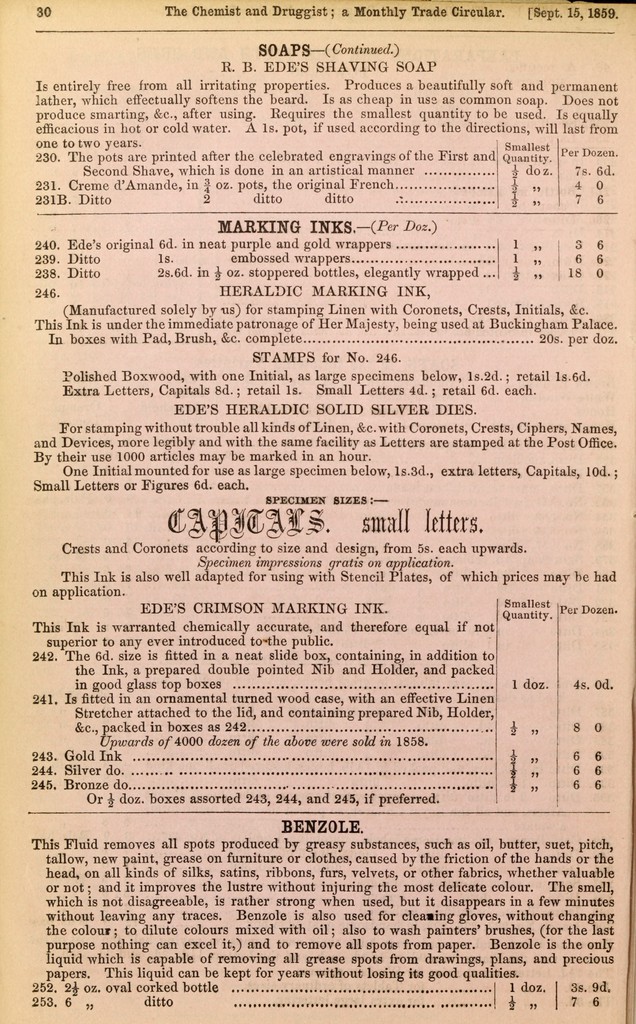 30 The Chemist and Druggist; a Monthly Trade Circular. [Sept. 15, 1859.
SOAPS—(Continued.)
R. B. EDE'S SHAVING SOAP
Is entirely free from all irritating properties. Produces a beautifully soft and permanent
lather, which effectually softens the beard. Is as cheap in use as common soap. Does not
produce smarting, &c., after using. Requires the smallest quantity to be used. Is equally
efficacious in hot or cold water. A 1s. pot, if used according to the directions, will last from
one to two years. Smallest Quantity. Per Dozen.
230. The pots are printed after the celebrated engravings of the First and
Second Shave, which is done in an artistical manner ............... ½ doz. 7s. 6d.
231. Creme d'Amande, in ¾ oz. pots, the original French.................... ½ „ 4 0
231B. Ditto 2 ditto ditto .:.................... ½ „ 7 6
MARKING INKS.—(Per Doz.)
240. Ede's original 6d. in neat purple and gold wrappers .................... 1 „ 3 6
239. Ditto 1s. embossed wrappers............................. 1 „ 6 6
238. Ditto 2s.6d. in ½ oz. stoppered bottles, elegantly wrapped ... ½ „ 18 0
246. HERALDIC MARKING INK,
(Manufactured solely by us) for stamping Linen with Coronets, Crests, Initials, &c.
This Ink is under the immediate patronage of Her Majesty, being used at Buckingham Palace.
In boxes with Pad, Brush, &c. complete................................................ 20s. per doz.
STAMPS for No. 246.
Polished Boxwood, with one Initial, as large specimens below, 1s.2d.; retail 1s.6d.
Extra Letters, Capitals 8d.; retail 1s. Small Letters 4d.; retail 6d. each.
EDE'S HERALDIC SOLID SILVER DIES.
For stamping without trouble all kinds of Linen, &c. with Coronets, Crests, Ciphers, Names,
and Devices, more legibly and with the same facility as Letters are stamped at the Post Office.
By their use 1000 articles may be marked in an hour.
One Initial mounted for use as large specimen below, 1s.3d., extra letters, Capitals, 10d.;
Small Letters or Figures 6d. each.
SPECIMEN SIZES:—
CAPITALS. small letters.
Crests and Coronets according to size and design, from 5s. each upwards.
Specimen impressions gratis on application.
This Ink is also well adapted for using with Stencil Plates, of which prices may be had
on application.
EDE'S CRIMSON MARKING INK. Smallest Quantity. Per Dozen.
This Ink is warranted chemically accurate, and therefore equal if not
superior to any ever introduced to the public.
242. The 6d. size is fitted in a neat slide box, containing, in addition to
the Ink, a prepared double pointed Nib and Holder, and packed
in good glass top boxes ...................................................... 1 doz. 4s. 0d.
241. Is fitted in an ornamental turned wood case, with an effective Linen
Stretcher attached to the lid, and containing prepared Nib, Holder,
&c., packed in boxes as 242.................................................. ½ „ 8 0
Upwards of 4000 dozen of the above were sold in 1858.
243. Gold Ink ........................................................................ ½ „ 6 6
244. Silver do. ........................................................................ ½ „ 6 6
245. Bronze do........................................................................ ½ „ 6 6
Or ½ doz. boxes assorted 243, 244, and 245, if preferred.
BENZOLE.
This Fluid removes all spots produced by greasy substances, such as oil, butter, suet, pitch,
tallow, new paint, grease on furniture or clothes, caused by the friction of the hands or the
head, on all kinds of silks, satins, ribbons, furs, velvets, or other fabrics, whether valuable
or not; and it improves the lustre without injuring the most delicate colour. The smell,
which is not disagreeable, is rather strong when used, but it disappears in a few minutes
without leaving any traces. Benzole is also used for cleaning gloves, without changing
the colour; to dilute colours mixed with oil; also to wash painters' brushes, (for the last
purpose nothing can excel it,) and to remove all spots from paper. Benzole is the only
liquid which is capable of removing all grease spots from drawings, plans, and precious
papers. This liquid can be kept for years without losing its good qualities.
252. 2½ oz. oval corked bottle ...................................................... 1 doz. 3s. 9d.
253. 6 „ ditto ...................................................... ½ „ 7 6